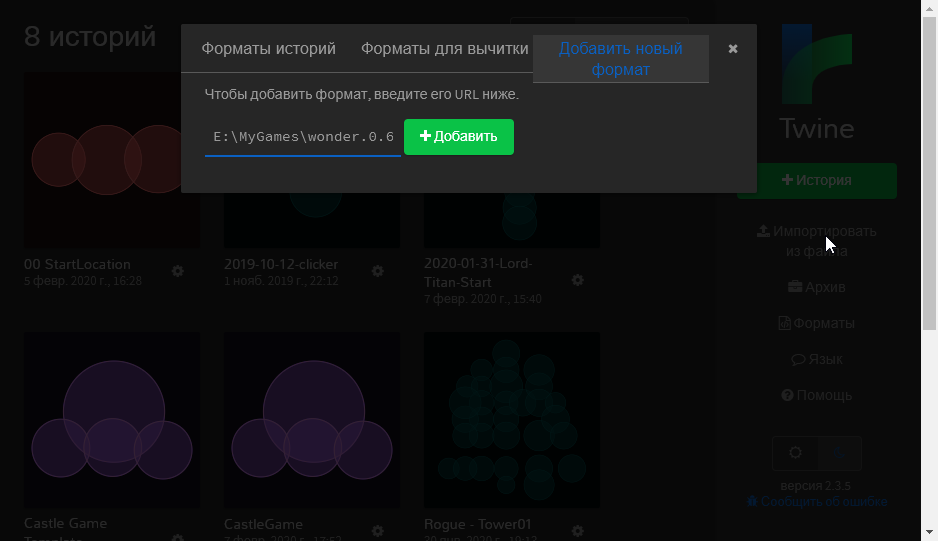 8 историй
Форматы историй
Форматы для вычитки
Добавить новый
формат
Чтобы добавить формат, введите его URL ниже.
E:\MyGames\wonder.0.6
Добавить
Twine
История
Импортировать
из файла
Архив
Форматы
Язык
Помощь
версия 2.3.5
Сообщить об ошибке
00 StartLocation
5 февр. 2020 г., 16:28
2019-10-12-clicker
1 нояб. 2019 г., 22:12
2020-01-31-Lord-
Titan-Start
7 февр. 2020 г., 15:40
Castle Game
CastleGame
Rogue - Tower01